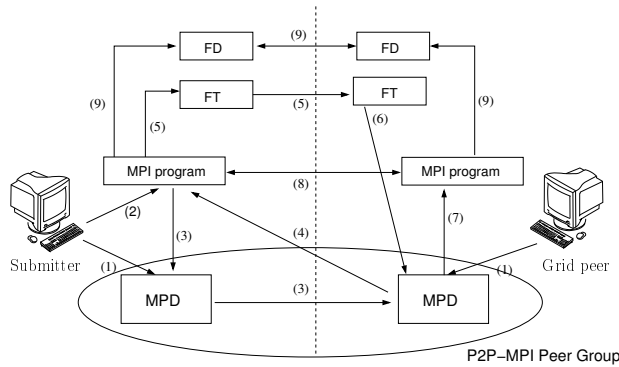 FD
(9)
FD
(9)
FT
(5)
FT
(9)
(5)
(6)
MPI program
(8)
MPI program
(2)
(3)
(4)
(7)
Submitter
(1)
(1)
Grid peer
MPD
(3)
MPD
P2P–MPI Peer Group